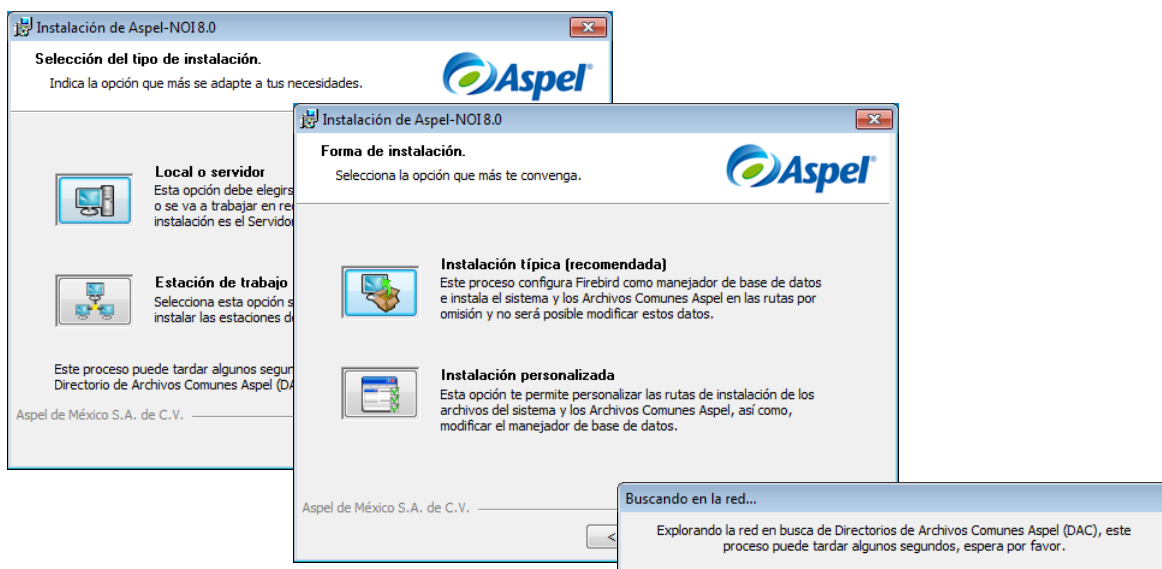 Instalación de Aspel-NOI 8.0
Selección del tipo de instalación.
Indica la opción que más se adapte a tus necesidades.
Aspel
Local o servidor
Esta opción debe elegirs
o se va a trabajar en re
instalación es el Servido
Estación de trabajo
Selecciona esta opción s
instalar las estaciones d
Este proceso puede tardar algunos segun
Directorio de Archivos Comunes Aspel (DA
Aspel de México S.A. de C.V.
Instalación de Aspel-NOI 8.0
Forma de instalación.
Selecciona la opción que más te convenga.
Aspel
Instalación típica (recomendada)
Este proceso configura Firebird como manejador de base de datos
e instala el sistema y los Archivos Comunes Aspel en las rutas por
omisión y no será posible modificar estos datos.
Instalación personalizada
Esta opción te permite personalizar las rutas de instalación de los
archivos del sistema y los Archivos Comunes Aspel, así como,
modificar el manejador de base de datos.
Aspel de México S.A. de C.V.
<
Buscando en la red...
Explorando la red en busca de Directorios de Archivos Comunes Aspel (DAC), este
proceso puede tardar algunos segundos, espera por favor.